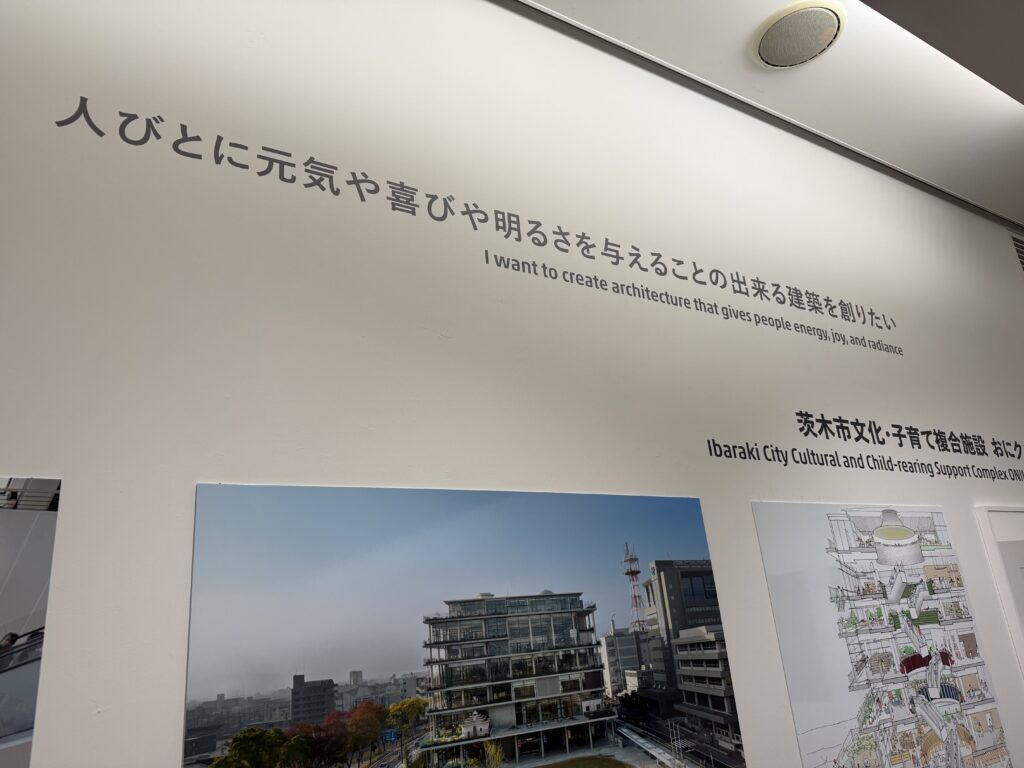 人びとに元気や喜びや明るさを与えることの出来る建築を創りたい
I want to create architecture that gives people energy, joy, and radiance
茨木市文化・子育て複合施設 おにク
Ibaraki City Cultural and Child-rearing Support Complex ONI